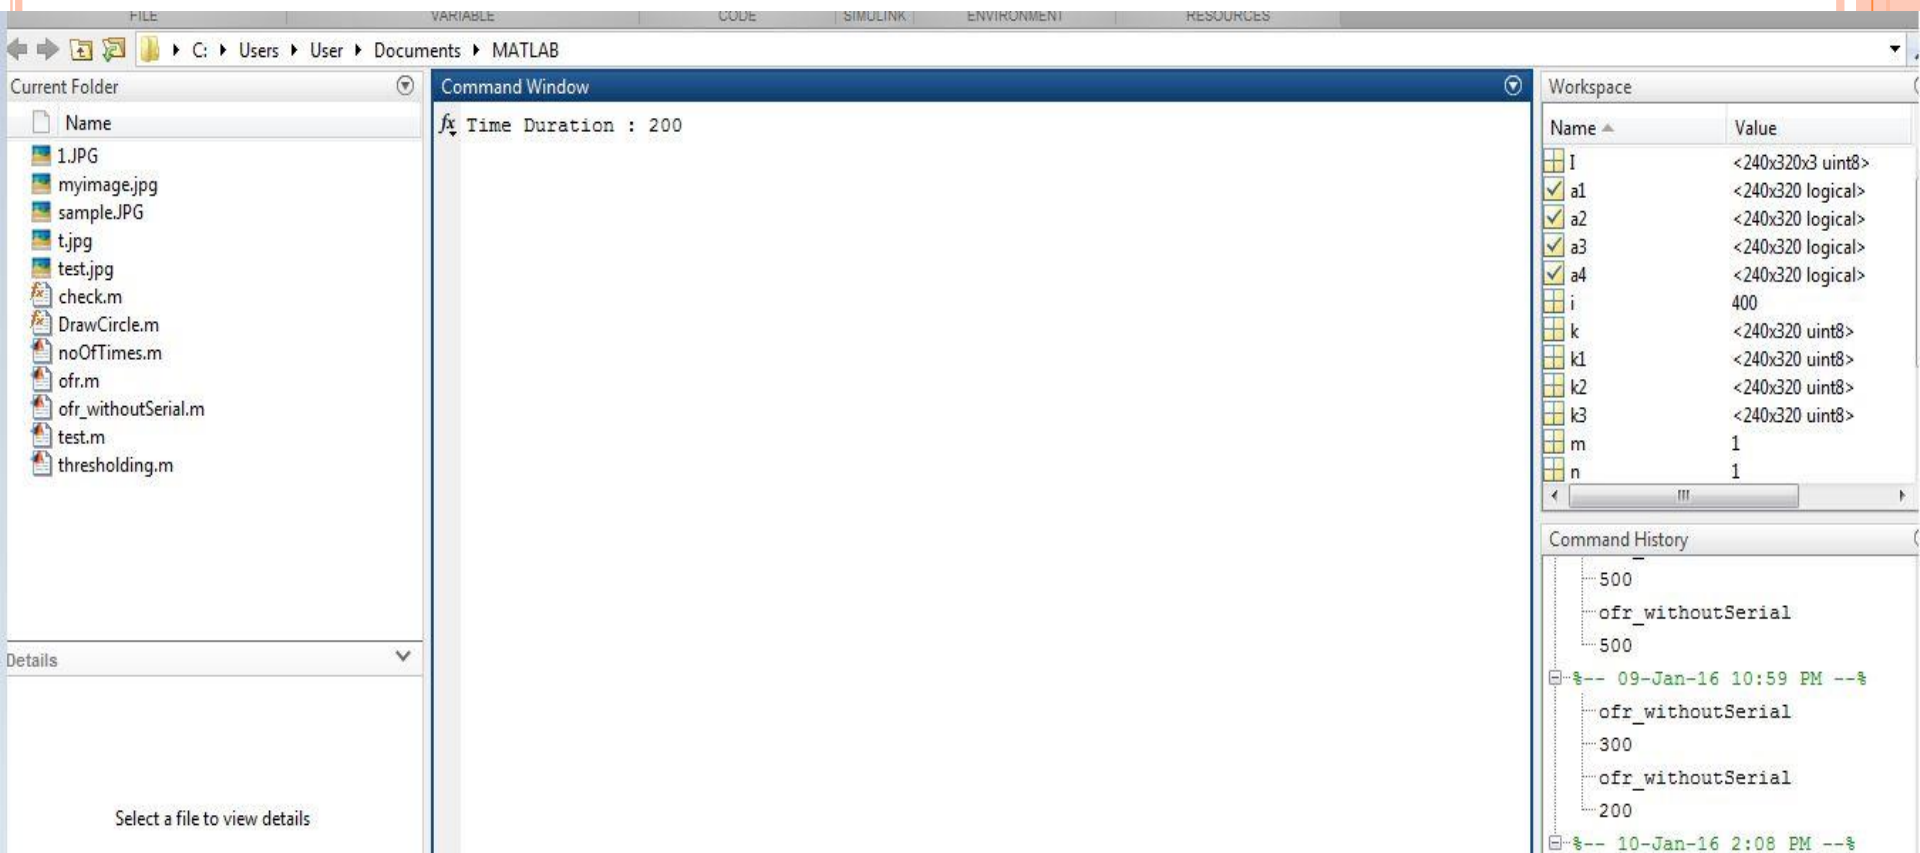 FILE VARIABLE CODE SIMULINK ENVIRONMENT RESOURCES
C: Users User Documents MATLAB
Current Folder
Name
1.JPG
myimage.jpg
sample.JPG
t.jpg
test.jpg
check.m
DrawCircle.m
noOfTimes.m
ofr.m
ofr_withoutSerial.m
test.m
thresholding.m
Details
Select a file to view details
Command Window
fx Time Duration : 200
Workspace
Name Value
I <240x320x3 uint8>
a1 <240x320 logical>
a2 <240x320 logical>
a3 <240x320 logical>
a4 <240x320 logical>
i 400
k <240x320 uint8>
k1 <240x320 uint8>
k2 <240x320 uint8>
k3 <240x320 uint8>
m 1
n 1
Command History
500
ofr_withoutSerial
500
%-- 09-Jan-16 10:59 PM --%
ofr_withoutSerial
300
ofr_withoutSerial
200
%-- 10-Jan-16 2:08 PM --%